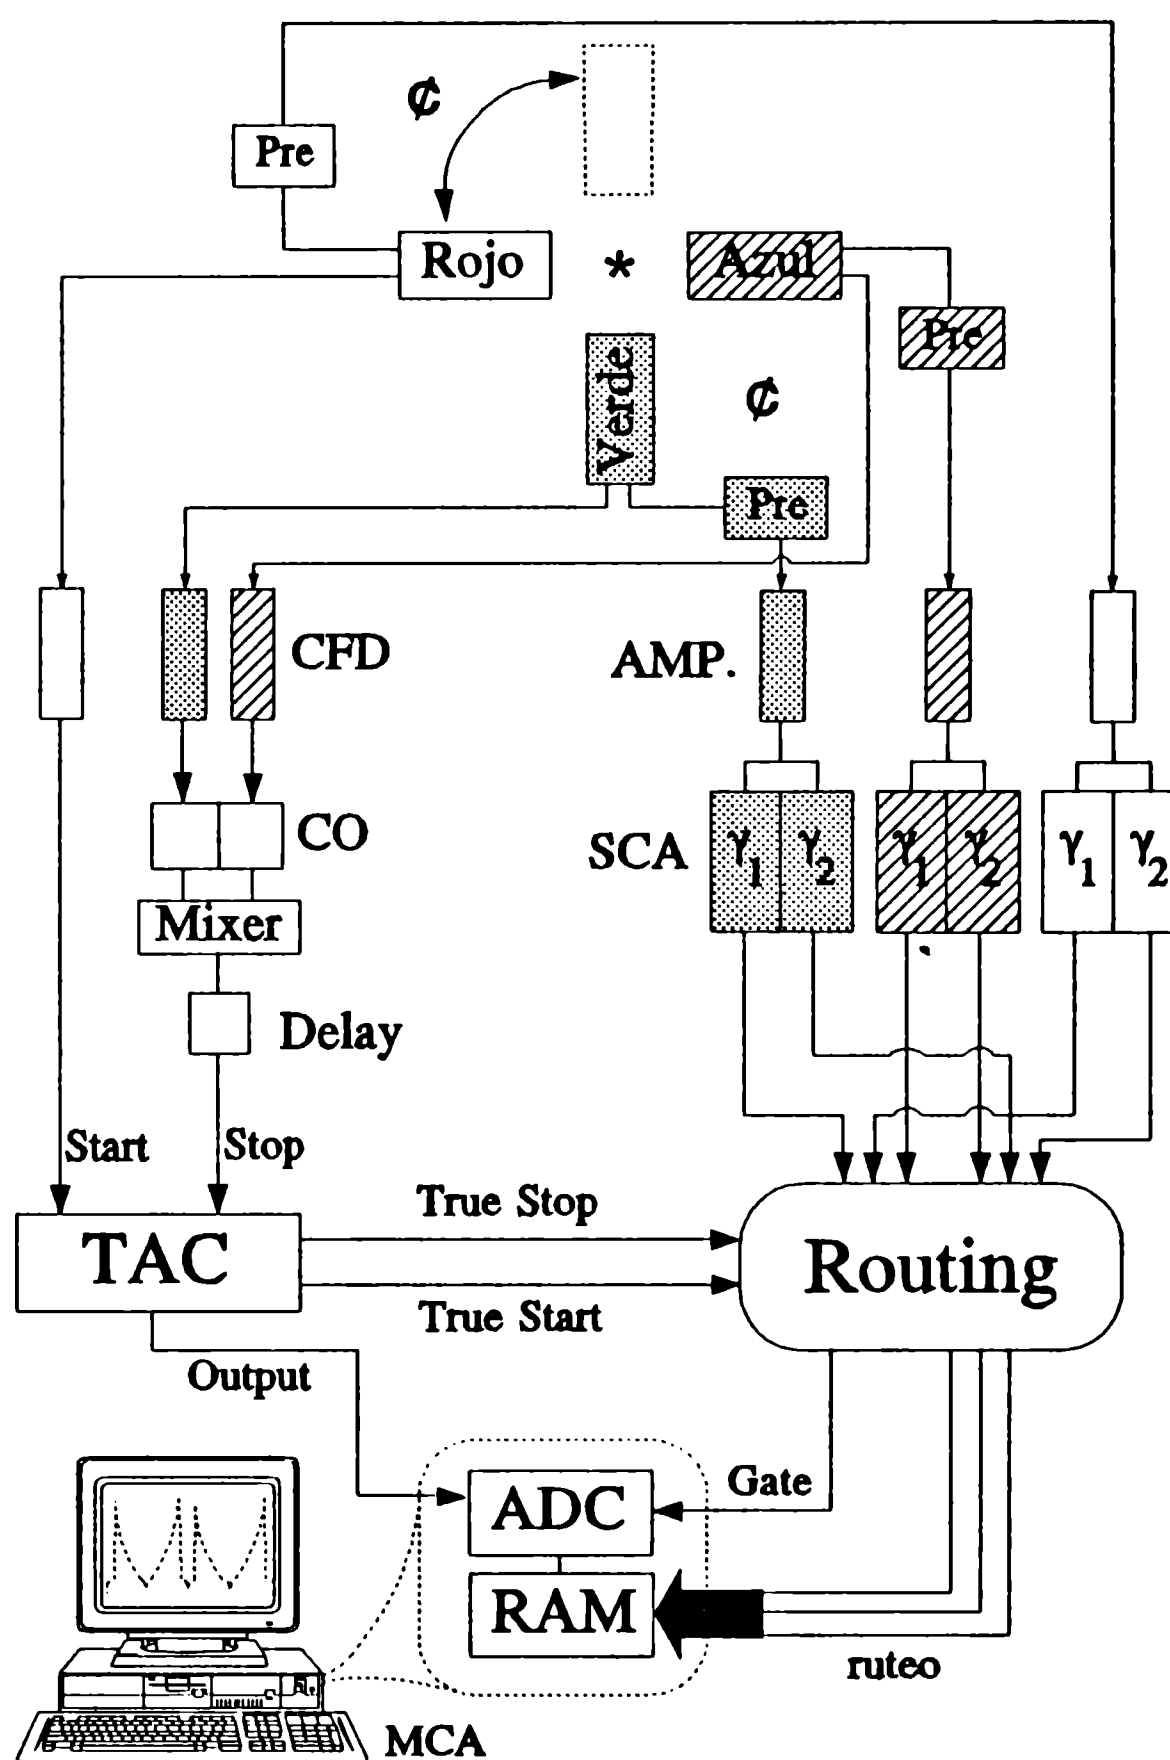 ¢
Pre
Rojo
*
Azul
Pre
Verde
¢
Pre
CFD
AMP.
CO
SCA
γ1
γ2
γ1
γ2
γ1
γ2
Mixer
Delay
Start
Stop
True Stop
TAC
Routing
True Start
Output
Gate
ADC
RAM
ruteo
MCA